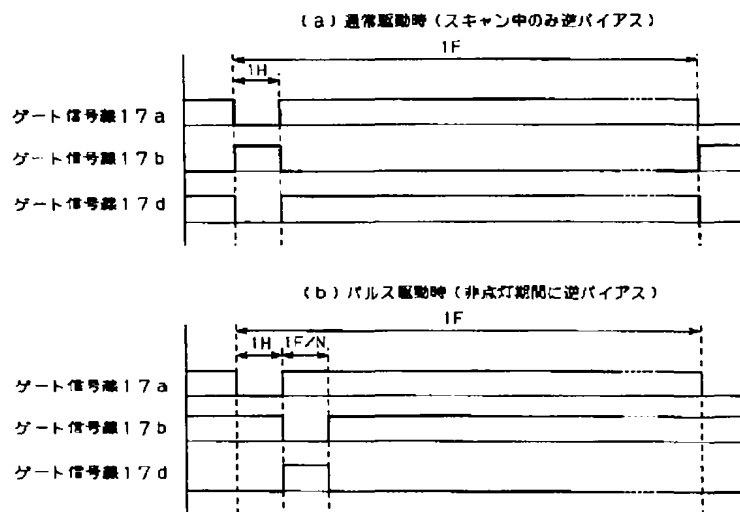 (a) 通常駆動時 (スキャン中のみ逆バイアス)
1F
1H
ゲート信号線17a
ゲート信号線17b
ゲート信号線17d
(b) パルス駆動時 (非点灯期間に逆バイアス)
1F
1H 1F/N
ゲート信号線17a
ゲート信号線17b
ゲート信号線17d